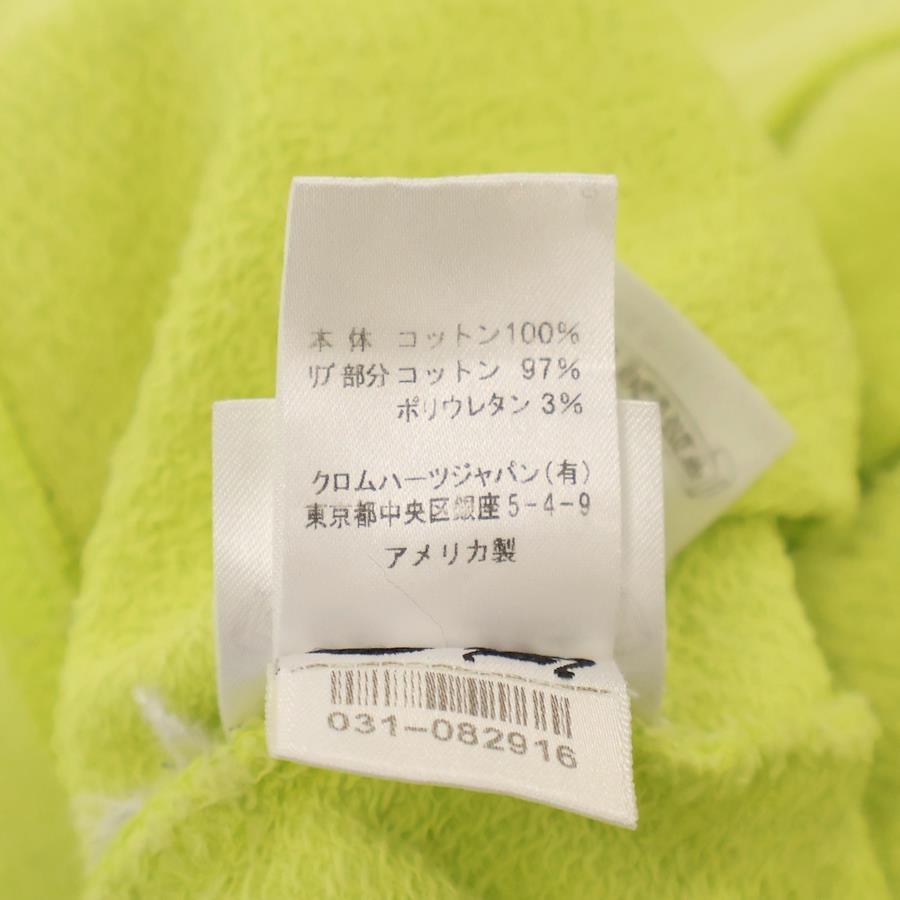 本体 コットン100%
リブ部分コットン 97%
ポリウレタン 3%
クロムハーツジャパン(有)
東京都中央区銀座5-4-9
アメリカ製
031-082916